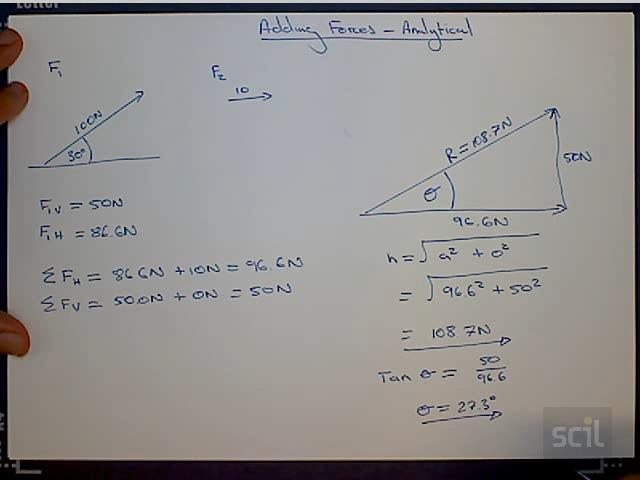 Adding Forces - Analytical
F₁
F₂
10
100N
30°
F₁V = 50N
F₁H = 86.6N
ΣFH = 86.6N + 10N = 96.6N
ΣFV = 50.0N + 0N = 50N
R = 108.7N
50N
θ
96.6N
h = √a² + o²
= √96.6² + 50²
= 108.7N
Tan θ = 50/96.6
θ = 27.3°
scil